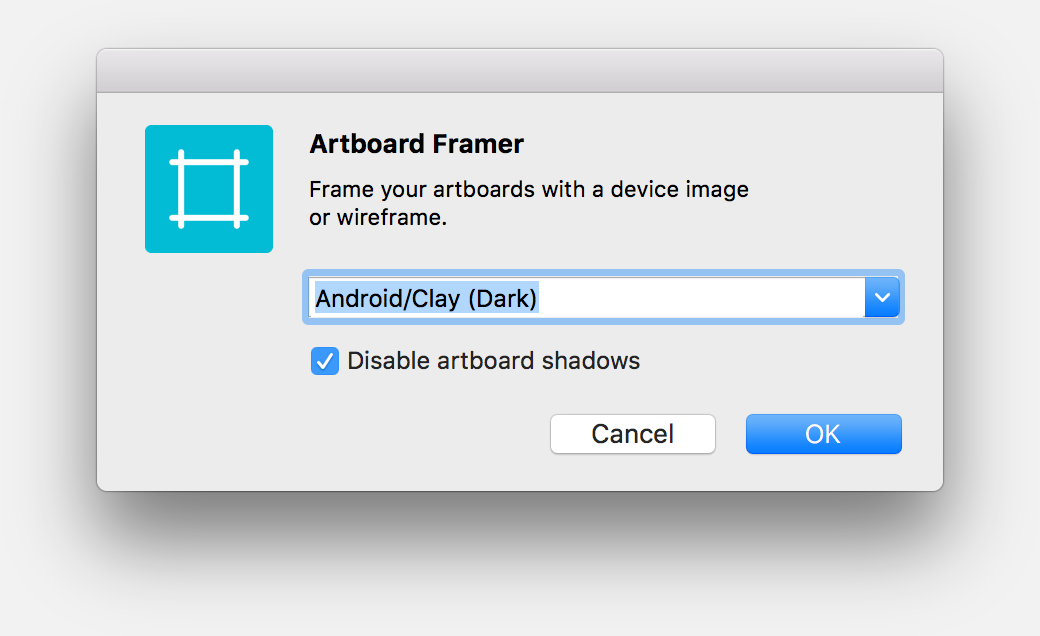 Artboard Framer
Frame your artboards with a device image
or wireframe.
Android/Clay (Dark)
Disable artboard shadows
Cancel
OK